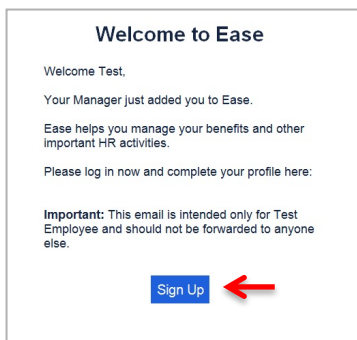 Welcome to Ease
Welcome Test,
Your Manager just added you to Ease.
Ease helps you manage your benefits and other
important HR activities.
Please log in now and complete your profile here:
Important: This email is intended only for Test
Employee and should not be forwarded to anyone
else.
Sign Up